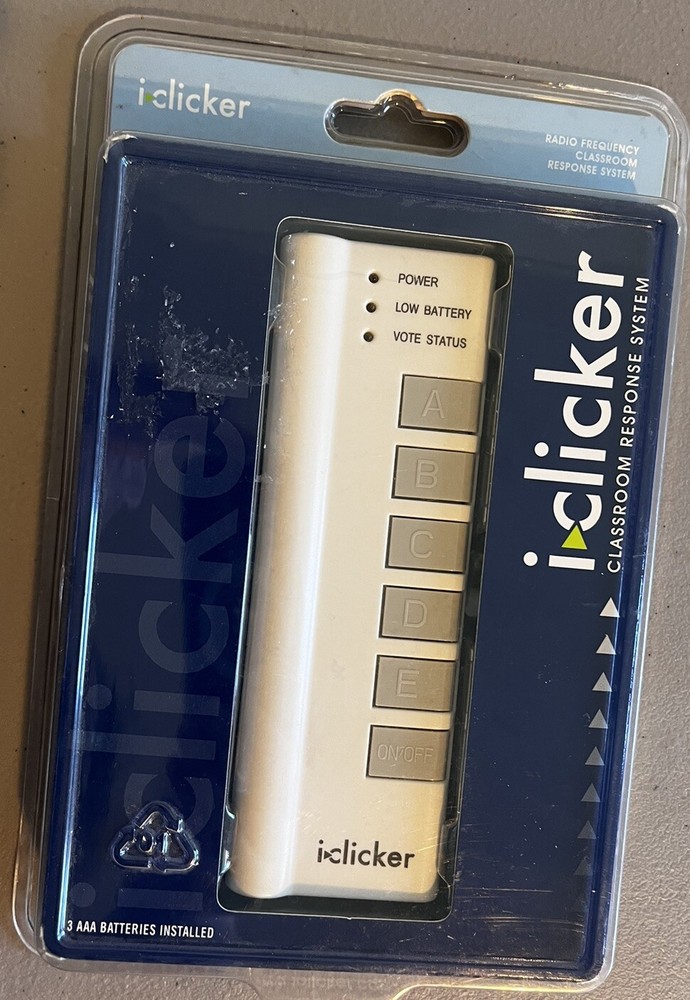 i>clicker
RADIO FREQUENCY
CLASSROOM
RESPONSE SYSTEM
POWER
LOW BATTERY
VOTE STATUS
A
B
C
D
E
ON/OFF
i>clicker
i>clicker
CLASSROOM RESPONSE SYSTEM
i>clicker
01
3 AAA BATTERIES INSTALLED